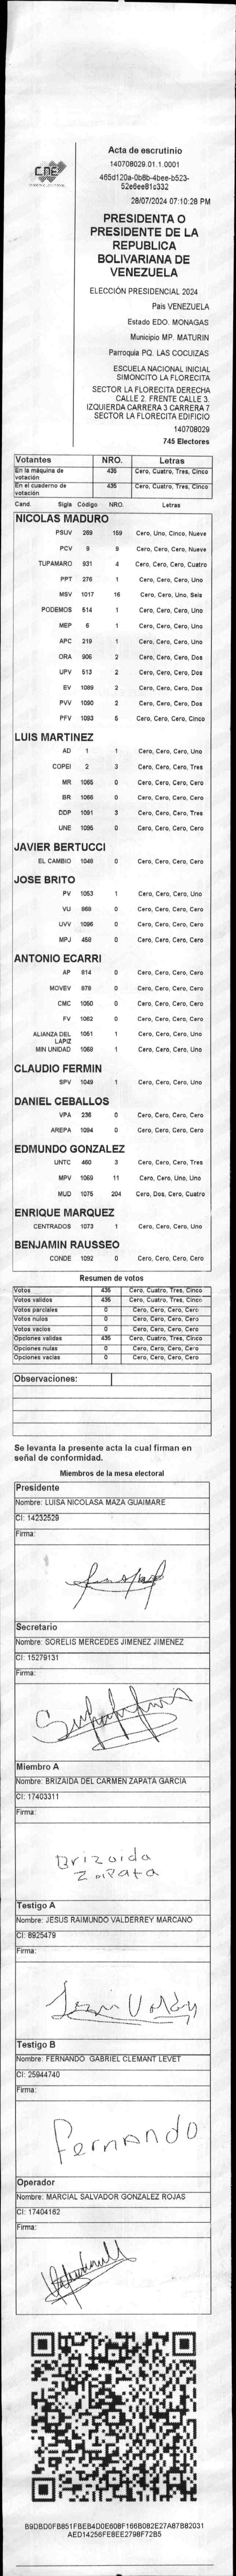 CNE
Acta de escrutinio
140708029.01.1.0001
465d120a-0b8b-4bee-b523-
52e6ee81c332
28/07/2024 07:10:28 PM
PRESIDENTA O
PRESIDENTE DE LA
REPUBLICA
BOLIVARIANA DE
VENEZUELA
ELECCIÓN PRESIDENCIAL 2024
Pais VENEZUELA
Estado EDO. MONAGAS
Municipio MP. MATURIN
Parroquia PQ. LAS COCUIZAS
ESCUELA NACIONAL INICIAL
SIMONCITO LA FLORECITA
SECTOR LA FLORECITA DERECHA
CALLE 2. FRENTE CALLE 3.
IZQUIERDA CARRERA 3 CARRERA 7
SECTOR LA FLORECITA EDIFICIO
140708029
745 Electores
Votantes NRO. Letras
En la máquina de votación 435 Cero, Cuatro, Tres, Cinco
En el cuaderno de votación 435 Cero, Cuatro, Tres, Cinco
Cand. Sigla Código NRO. Letras
NICOLAS MADURO
PSUV 269 159 Cero, Uno, Cinco, Nueve
PCV 9 9 Cero, Cero, Cero, Nueve
TUPAMARO 931 4 Cero, Cero, Cero, Cuatro
PPT 276 1 Cero, Cero, Cero, Uno
MSV 1017 16 Cero, Cero, Uno, Seis
PODEMOS 514 1 Cero, Cero, Cero, Uno
MEP 6 1 Cero, Cero, Cero, Uno
APC 219 1 Cero, Cero, Cero, Uno
ORA 906 2 Cero, Cero, Cero, Dos
UPV 513 2 Cero, Cero, Cero, Dos
EV 1089 2 Cero, Cero, Cero, Dos
PVV 1090 2 Cero, Cero, Cero, Dos
PFV 1093 5 Cero, Cero, Cero, Cinco
LUIS MARTINEZ
AD 1 1 Cero, Cero, Cero, Uno
COPEI 2 3 Cero, Cero, Cero, Tres
MR 1065 0 Cero, Cero, Cero, Cero
BR 1066 0 Cero, Cero, Cero, Cero
DDP 1091 3 Cero, Cero, Cero, Tres
UNE 1095 0 Cero, Cero, Cero, Cero
JAVIER BERTUCCI
EL CAMBIO 1048 0 Cero, Cero, Cero, Cero
JOSE BRITO
PV 1053 1 Cero, Cero, Cero, Uno
VU 868 0 Cero, Cero, Cero, Cero
UVV 1096 0 Cero, Cero, Cero, Cero
MPJ 458 0 Cero, Cero, Cero, Cero
ANTONIO ECARRI
AP 814 0 Cero, Cero, Cero, Cero
MOVEV 878 0 Cero, Cero, Cero, Cero
CMC 1050 0 Cero, Cero, Cero, Cero
FV 1062 0 Cero, Cero, Cero, Cero
ALIANZA DEL LAPIZ 1051 1 Cero, Cero, Cero, Uno
MIN UNIDAD 1068 1 Cero, Cero, Cero, Uno
CLAUDIO FERMIN
SPV 1049 1 Cero, Cero, Cero, Uno
DANIEL CEBALLOS
VPA 236 0 Cero, Cero, Cero, Cero
AREPA 1094 0 Cero, Cero, Cero, Cero
EDMUNDO GONZALEZ
UNTC 460 3 Cero, Cero, Cero, Tres
MPV 1069 11 Cero, Cero, Uno, Uno
MUD 1075 204 Cero, Dos, Cero, Cuatro
ENRIQUE MARQUEZ
CENTRADOS 1073 1 Cero, Cero, Cero, Uno
BENJAMIN RAUSSEO
CONDE 1092 0 Cero, Cero, Cero, Cero
Resumen de votos
Votos 435 Cero, Cuatro, Tres, Cinco
Votos validos 435 Cero, Cuatro, Tres, Cinco
Votos parciales 0 Cero, Cero, Cero, Cero
Votos nulos 0 Cero, Cero, Cero, Cero
Votos vacios 0 Cero, Cero, Cero, Cero
Opciones validas 435 Cero, Cuatro, Tres, Cinco
Opciones nulas 0 Cero, Cero, Cero, Cero
Opciones vacias 0 Cero, Cero, Cero, Cero
Observaciones:
Se levanta la presente acta la cual firman en
señal de conformidad.
Miembros de la mesa electoral
Presidente
Nombre: LUISA NICOLASA MAZA GUAIMARE
CI: 14232529
Firma:
Secretario
Nombre: SORELIS MERCEDES JIMENEZ JIMENEZ
CI: 15279131
Firma:
Miembro A
Nombre: BRIZAIDA DEL CARMEN ZAPATA GARCIA
CI: 17403311
Firma:
Brizaida
Zapata
Testigo A
Nombre: JESUS RAIMUNDO VALDERREY MARCANO
CI: 8925479
Firma:
Testigo B
Nombre: FERNANDO GABRIEL CLEMANT LEVET
CI: 25944740
Firma:
Fernando
Operador
Nombre: MARCIAL SALVADOR GONZALEZ ROJAS
CI: 17404162
Firma:
B9DBD0FB851FBEB4D0E60BF166B082E27A87B82031
AED14256FEBEE2798F72B5